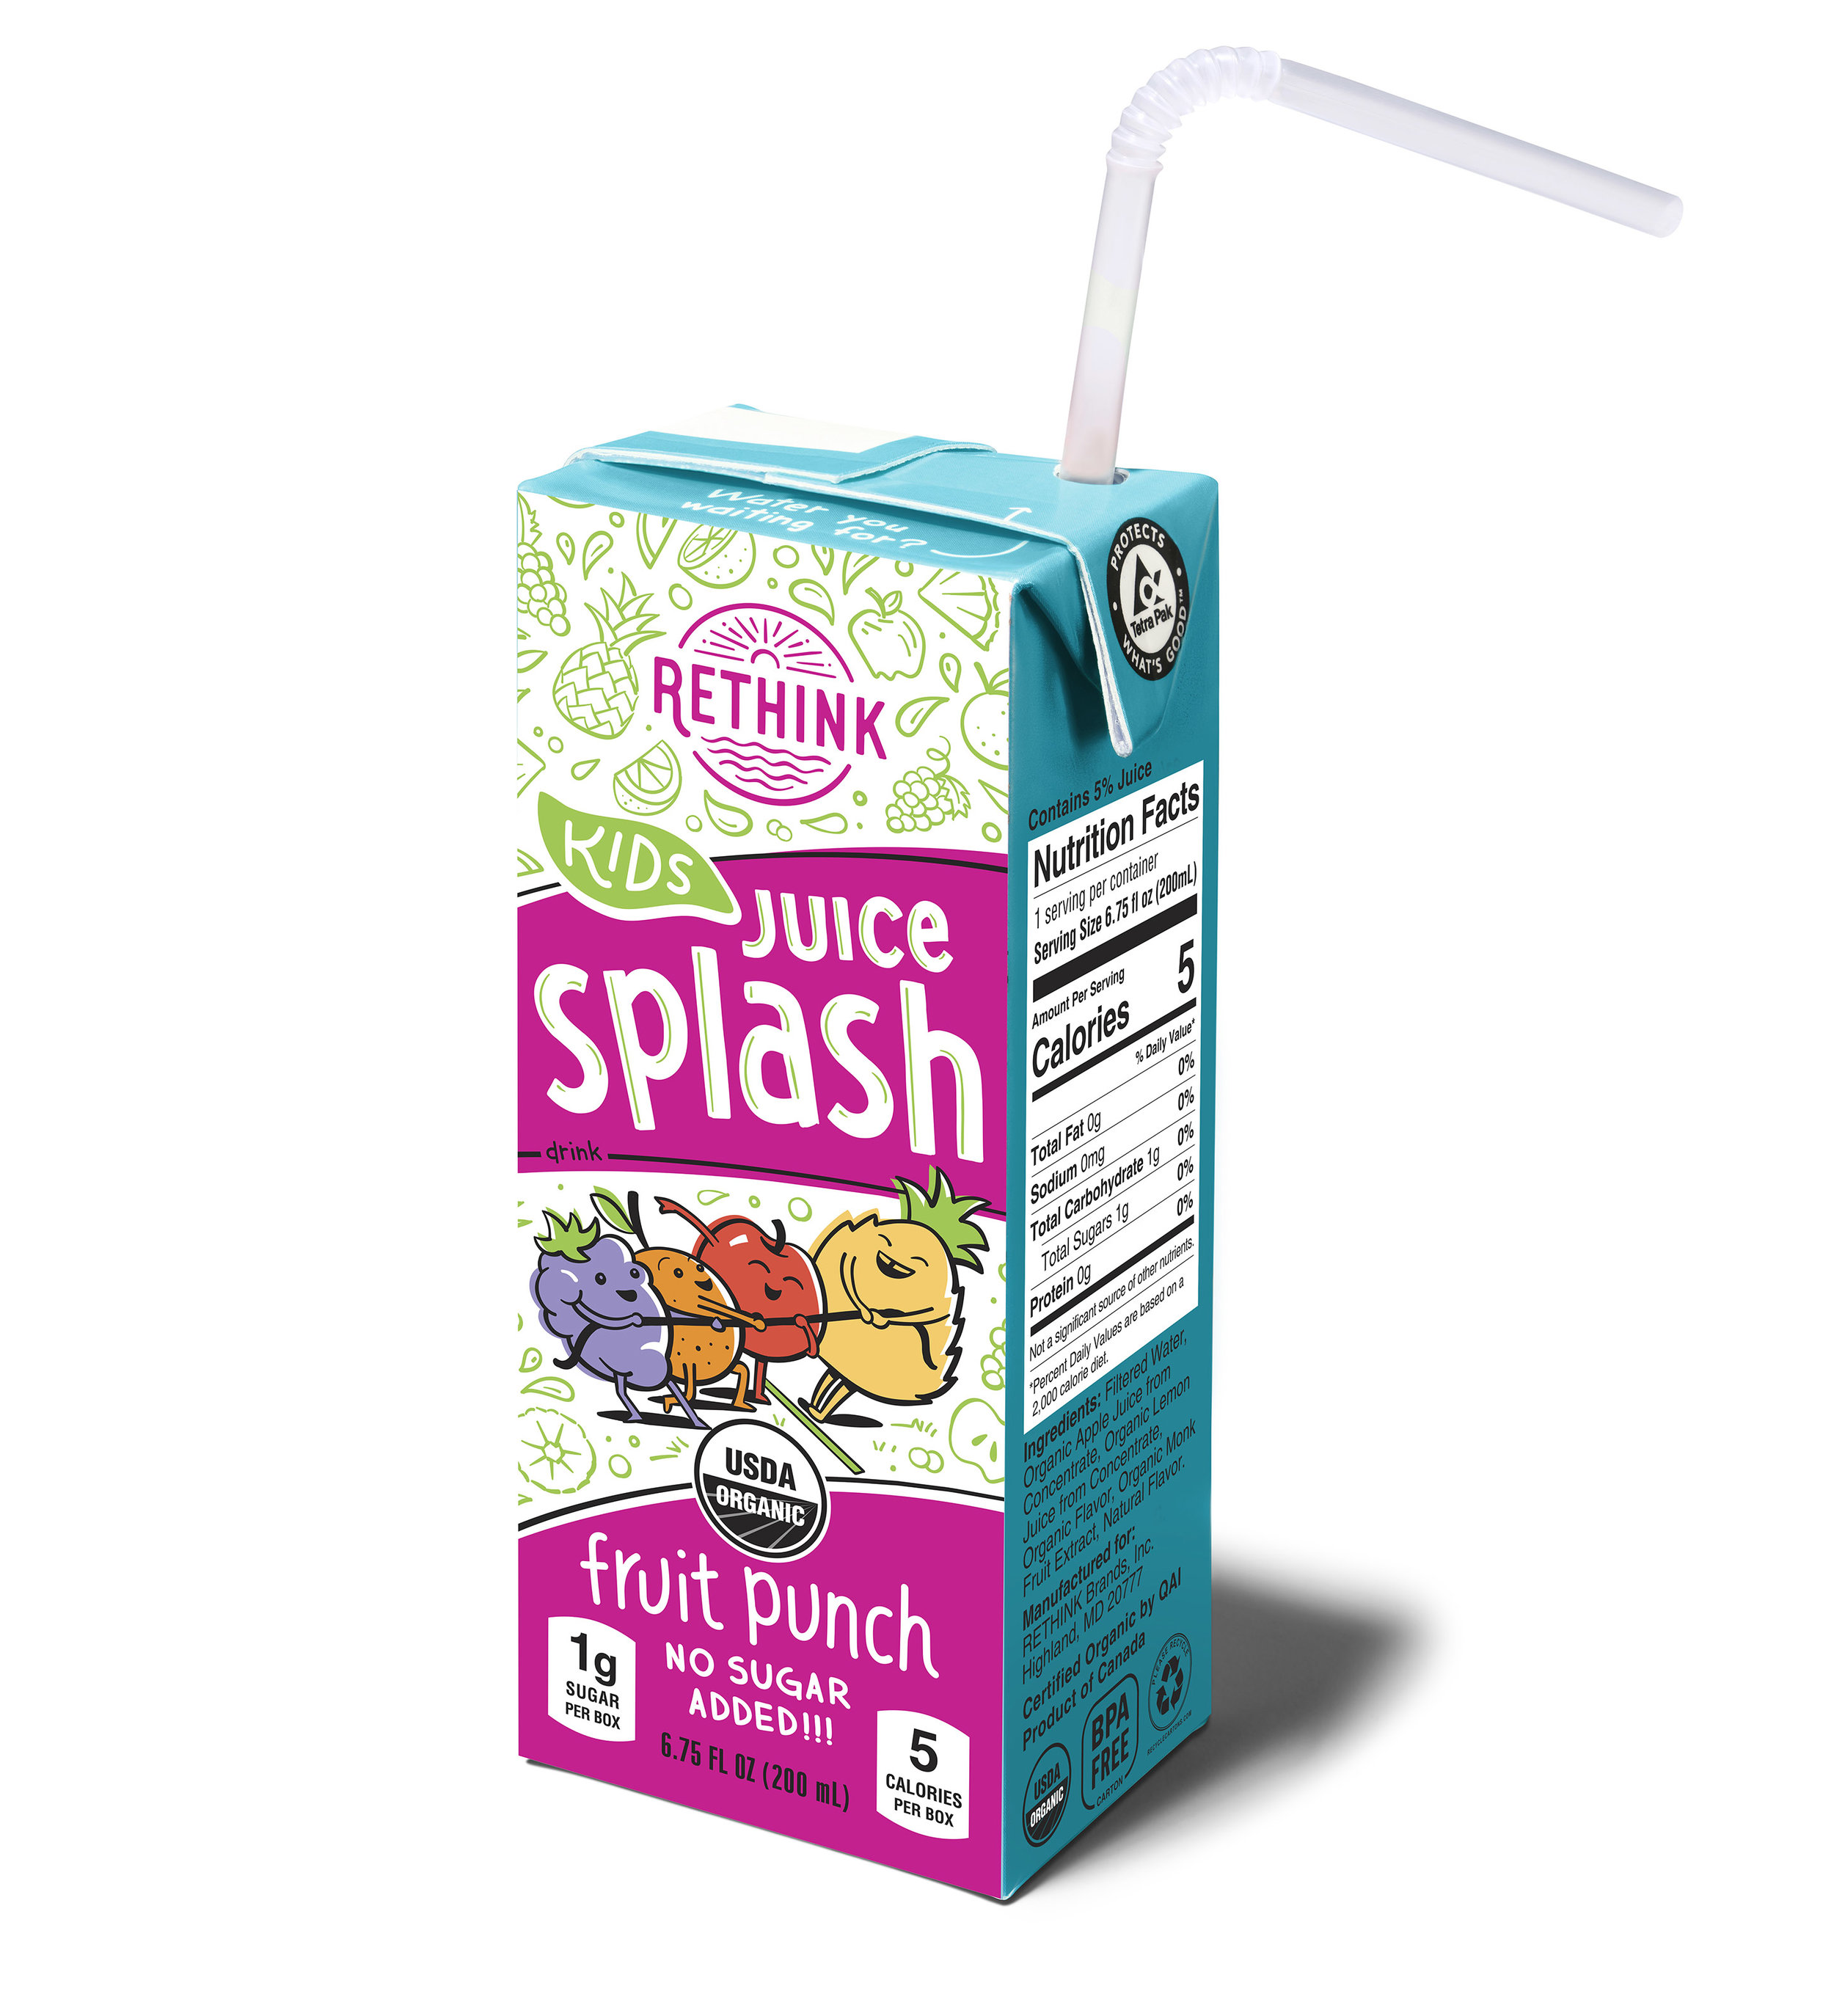 Water you
waiting for?
PROTECTS
Tetra Pak
WHAT'S GOOD™
RETHINK
KIDS
JUICE
splash
drink
USDA
ORGANIC
fruit punch
NO SUGAR
ADDED!!!
1g
SUGAR
PER BOX
6.75 FL OZ (200 mL)
5
CALORIES
PER BOX
Contains 5% Juice
Nutrition Facts
1 serving per container
Serving Size 6.75 fl oz (200mL)
Amount Per Serving
Calories 5
% Daily Value*
Total Fat 0g 0%
Sodium 0mg 0%
Total Carbohydrate 1g 0%
Total Sugars 1g 0%
Protein 0g 0%
Not a significant source of other nutrients.
*Percent Daily Values are based on a
2,000 calorie diet.
Ingredients: Filtered Water,
Organic Apple Juice from
Concentrate, Organic Lemon
Juice from Concentrate,
Organic Flavor, Organic Monk
Fruit Extract, Natural Flavor.
Manufactured for:
RETHINK Brands, Inc.
Highland, MD 20777
Certified Organic by QAI
Product of Canada
USDA
ORGANIC
BPA
FREE
CARTON
PLEASE RECYCLE
RECYCLECARTONS.COM